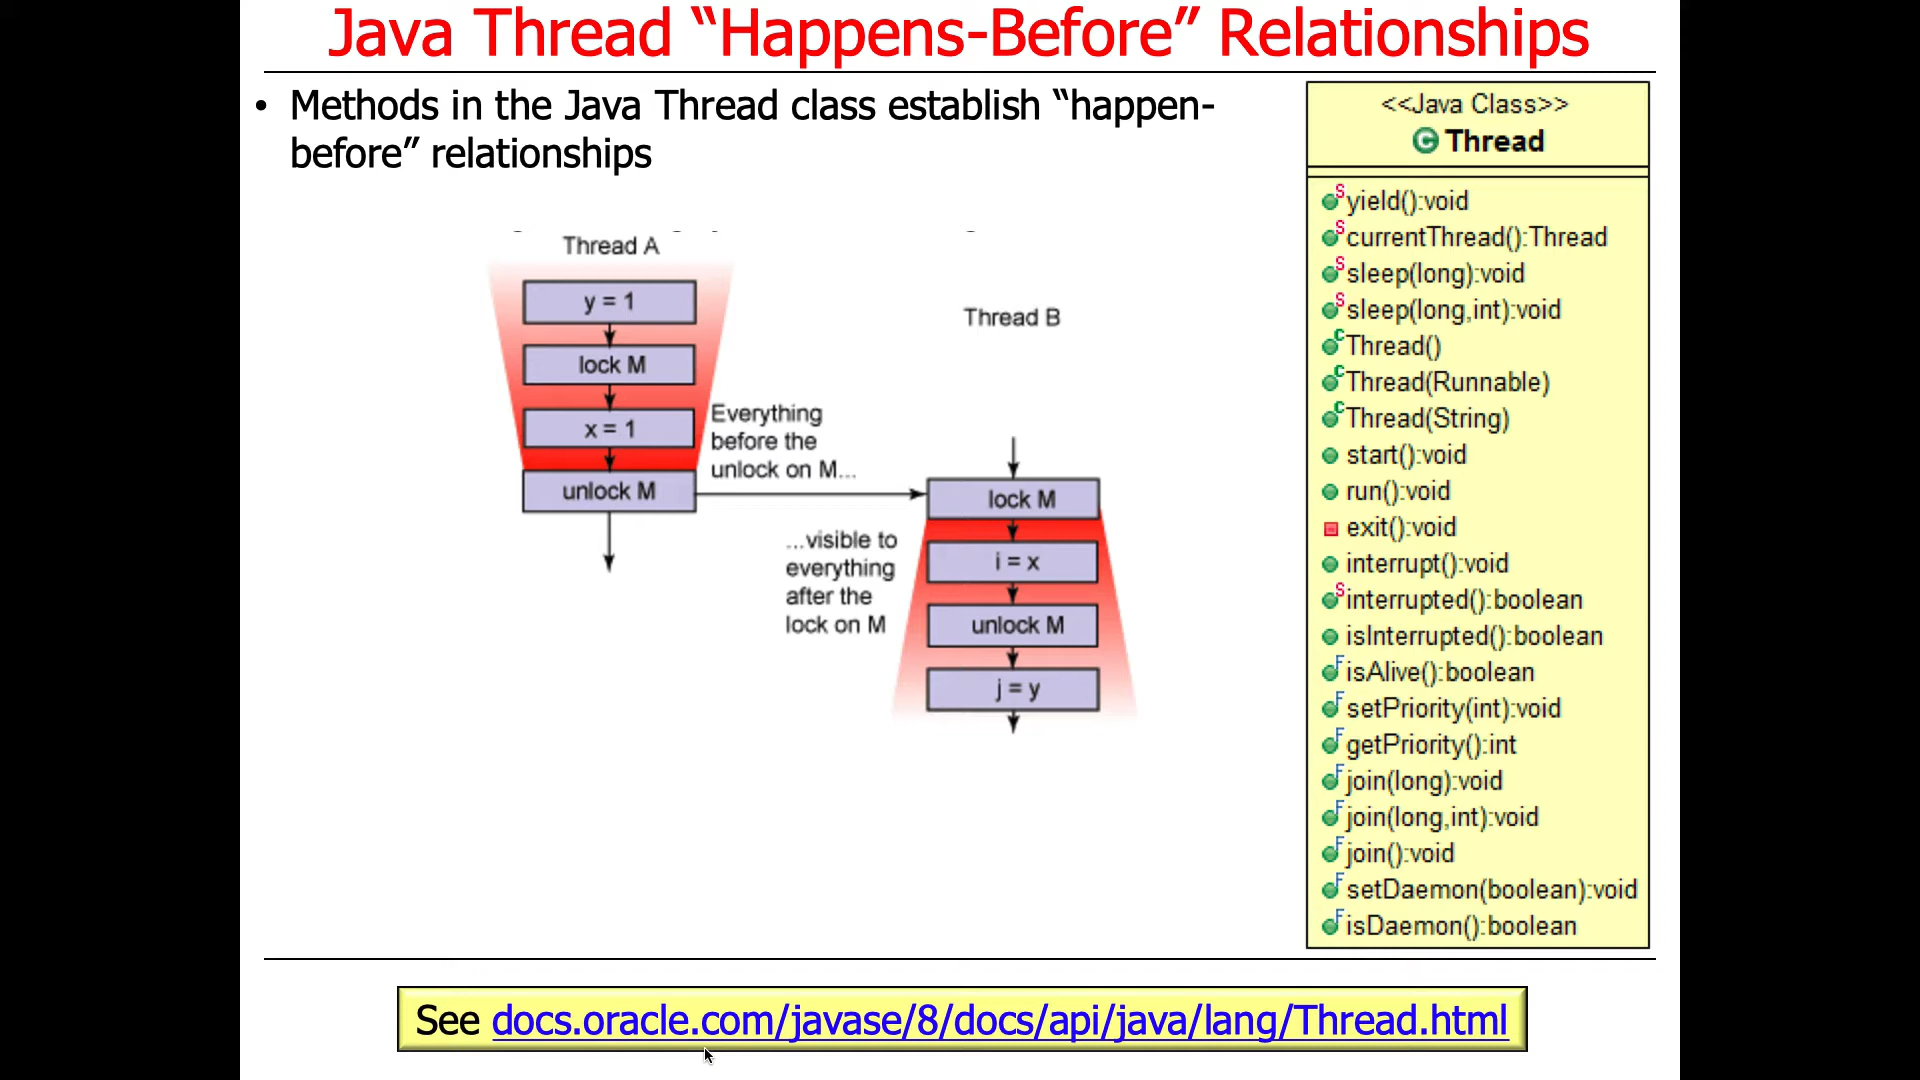 Java Thread “Happens-Before” Relationships
• Methods in the Java Thread class establish “happen-
before” relationships
Thread A
y = 1
lock M
x = 1
unlock M
Everything
before the
unlock on M...
Thread B
lock M
i = x
unlock M
j = y
...visible to
everything
after the
lock on M
<<Java Class>>
C Thread
S yield():void
S currentThread():Thread
S sleep(long):void
S sleep(long,int):void
C Thread()
C Thread(Runnable)
C Thread(String)
start():void
run():void
exit():void
interrupt():void
S interrupted():boolean
isInterrupted():boolean
F isAlive():boolean
F setPriority(int):void
F getPriority():int
F join(long):void
F join(long,int):void
F join():void
F setDaemon(boolean):void
F isDaemon():boolean
See docs.oracle.com/javase/8/docs/api/java/lang/Thread.html